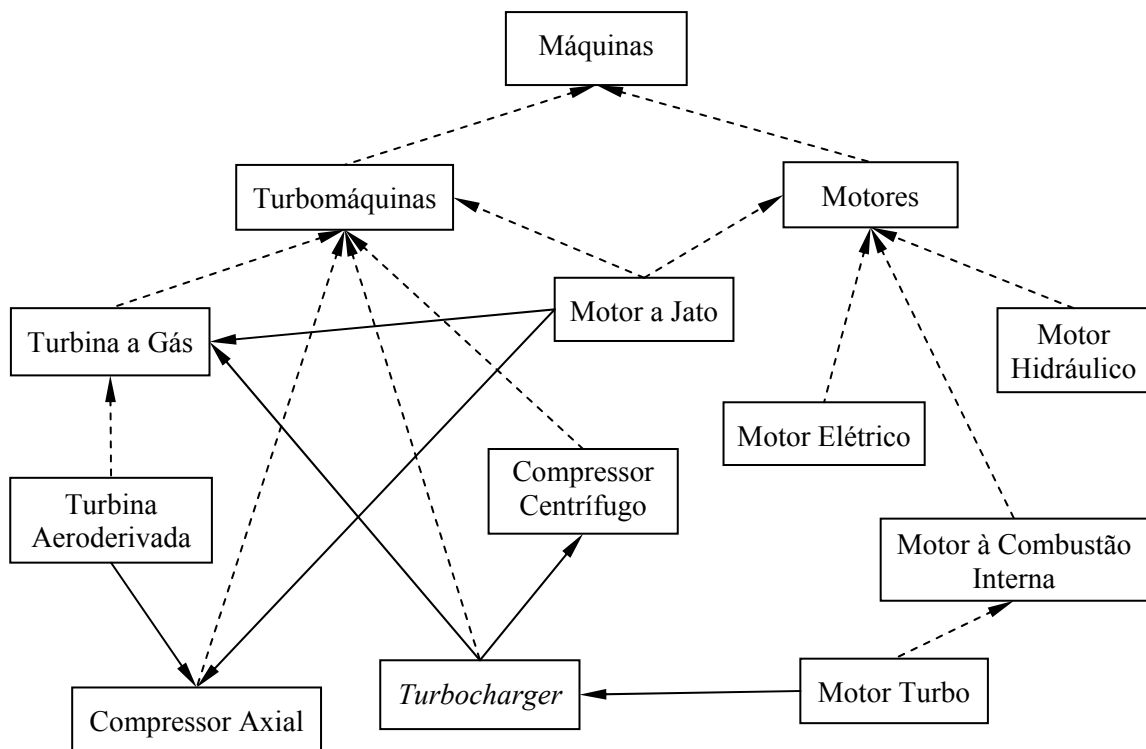 Máquinas
Turbomáquinas
Motores
Turbina a Gás
Motor a Jato
Motor
Hidráulico
Motor Elétrico
Compressor
Centrífugo
Turbina
Aeroderivada
Motor à Combustão
Interna
Compressor Axial
Turbocharger
Motor Turbo